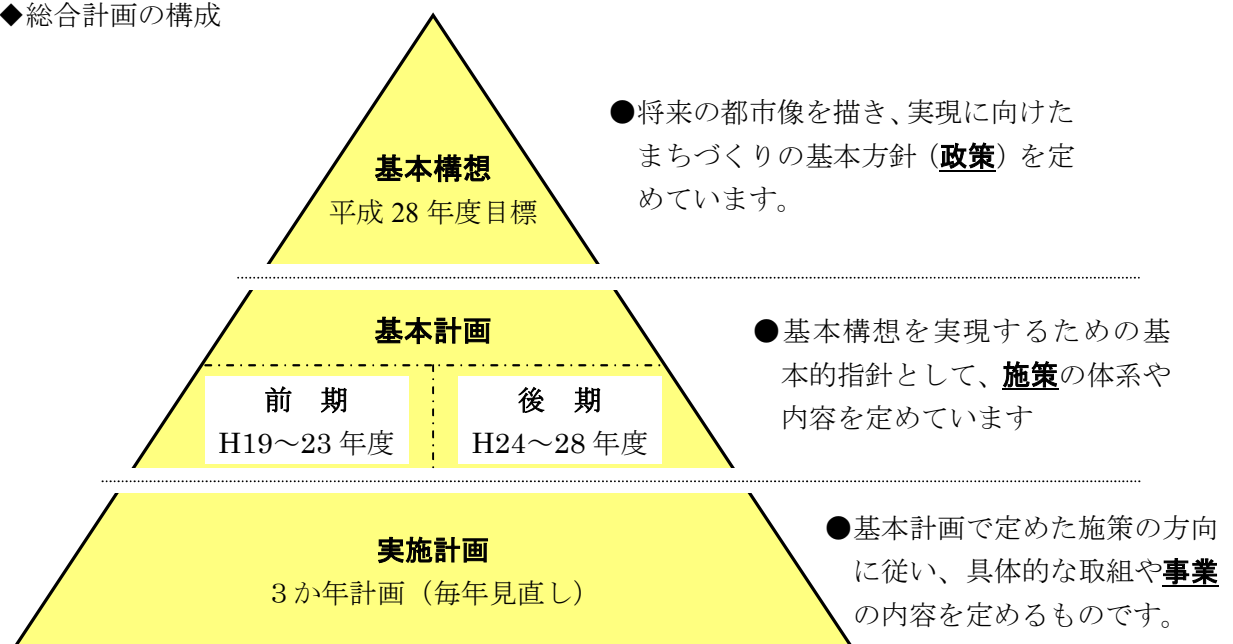 ◆総合計画の構成
基本構想
平成 28 年度目標
●将来の都市像を描き、実現に向けた
まちづくりの基本方針（政策）を定
めています。
基本計画
前　期
H19～23 年度
後　期
H24～28 年度
●基本構想を実現するための基
本的指針として、施策の体系や
内容を定めています
実施計画
３か年計画（毎年見直し）
●基本計画で定めた施策の方向
に従い、具体的な取組や事業
の内容を定めるものです。